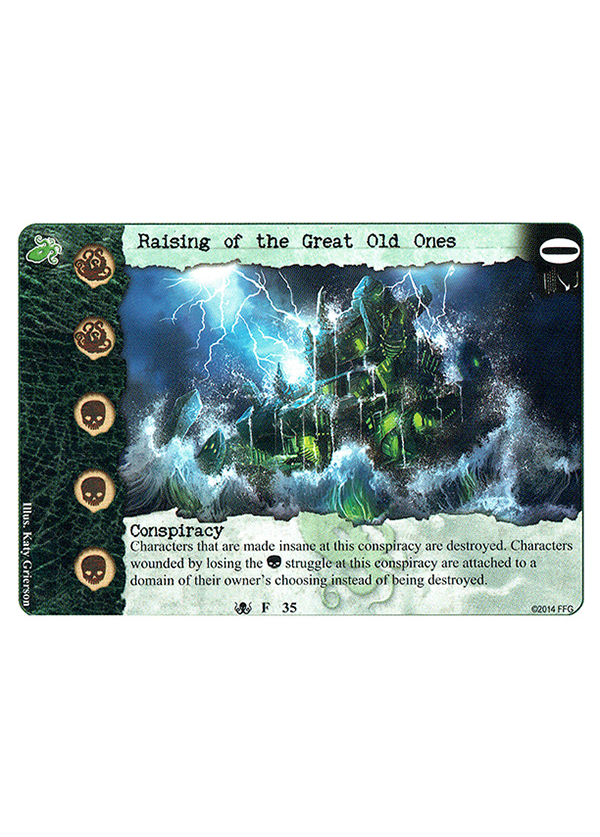 Raising of the Great Old Ones
0
Conspiracy
Characters that are made insane at this conspiracy are destroyed. Characters
wounded by losing the struggle at this conspiracy are attached to a
domain of their owner's choosing instead of being destroyed.
F 35
©2014 FFG
Illus. Katy Grierson